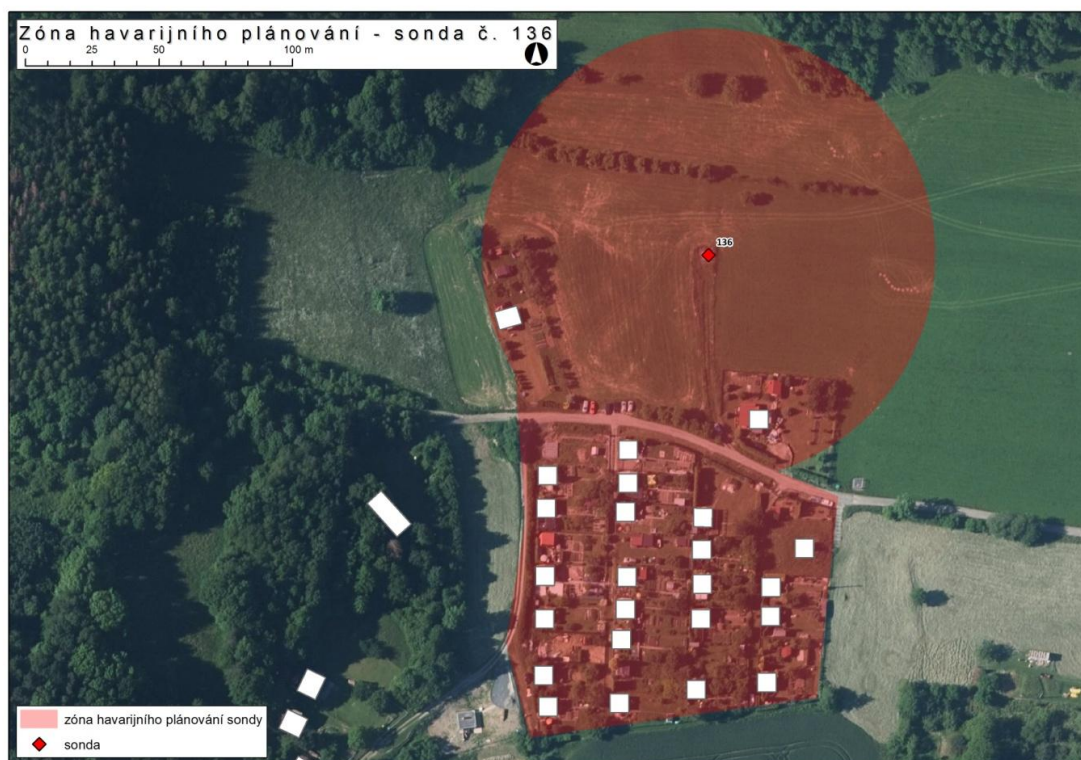 Zóna havarijního plánování - sonda č. 136
0 25 50 100 m
136
zóna havarijního plánování sondy
sonda